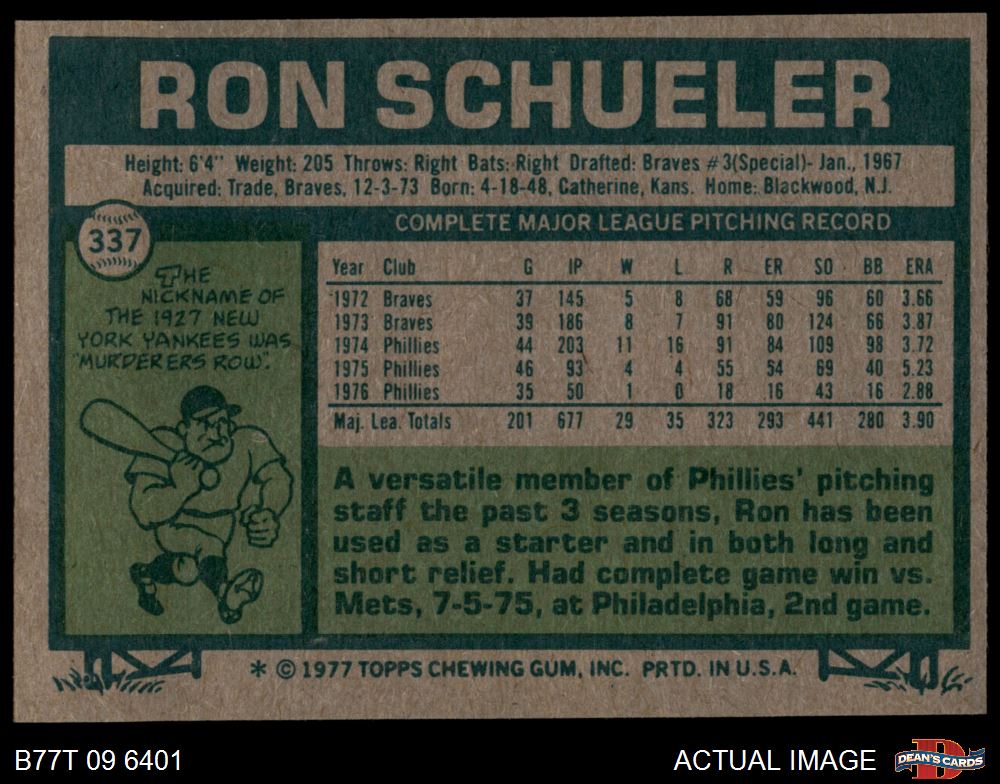 RON SCHUELER
Height: 6'4" Weight: 205 Throws: Right Bats: Right Drafted: Braves #3(Special)- Jan., 1967
Acquired: Trade, Braves, 12-3-73 Born: 4-18-48, Catherine, Kans. Home: Blackwood, N.J.
337
THE
NICKNAME OF
THE 1927 NEW
YORK YANKEES WAS
"MURDERERS ROW".
COMPLETE MAJOR LEAGUE PITCHING RECORD
Year Club G IP W L R ER SO BB ERA
1972 Braves 37 145 5 8 68 59 96 60 3.66
1973 Braves 39 186 8 7 91 80 124 66 3.87
1974 Phillies 44 203 11 16 91 84 109 98 3.72
1975 Phillies 46 93 4 4 55 54 69 40 5.23
1976 Phillies 35 50 1 0 18 16 43 16 2.88
Maj. Lea. Totals 201 677 29 35 323 293 441 280 3.90
A versatile member of Phillies' pitching
staff the past 3 seasons, Ron has been
used as a starter and in both long and
short relief. Had complete game win vs.
Mets, 7-5-75, at Philadelphia, 2nd game.
* © 1977 TOPPS CHEWING GUM, INC. PRTD. IN U.S.A.
B77T 09 6401
ACTUAL IMAGE
D
DEAN'S CARDS